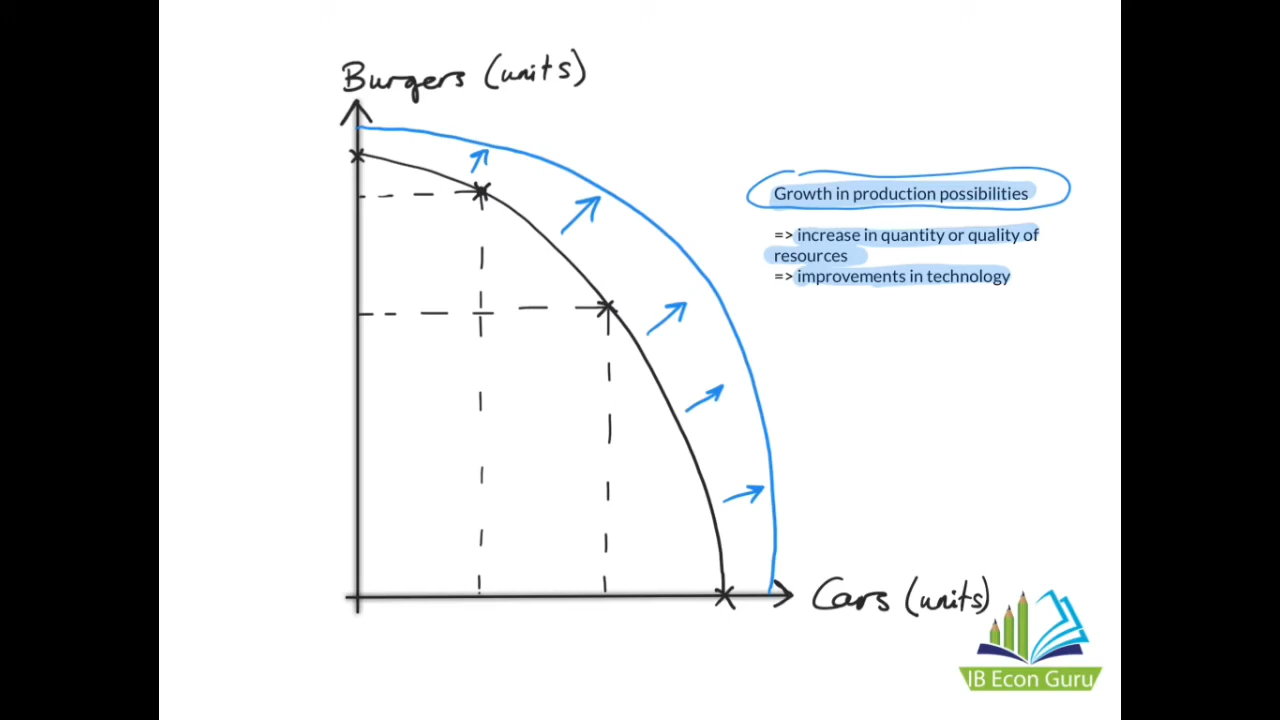 Burgers (units)
Growth in production possibilities
=> increase in quantity or quality of
resources
=> improvements in technology
Cars (units)
IB Econ Guru